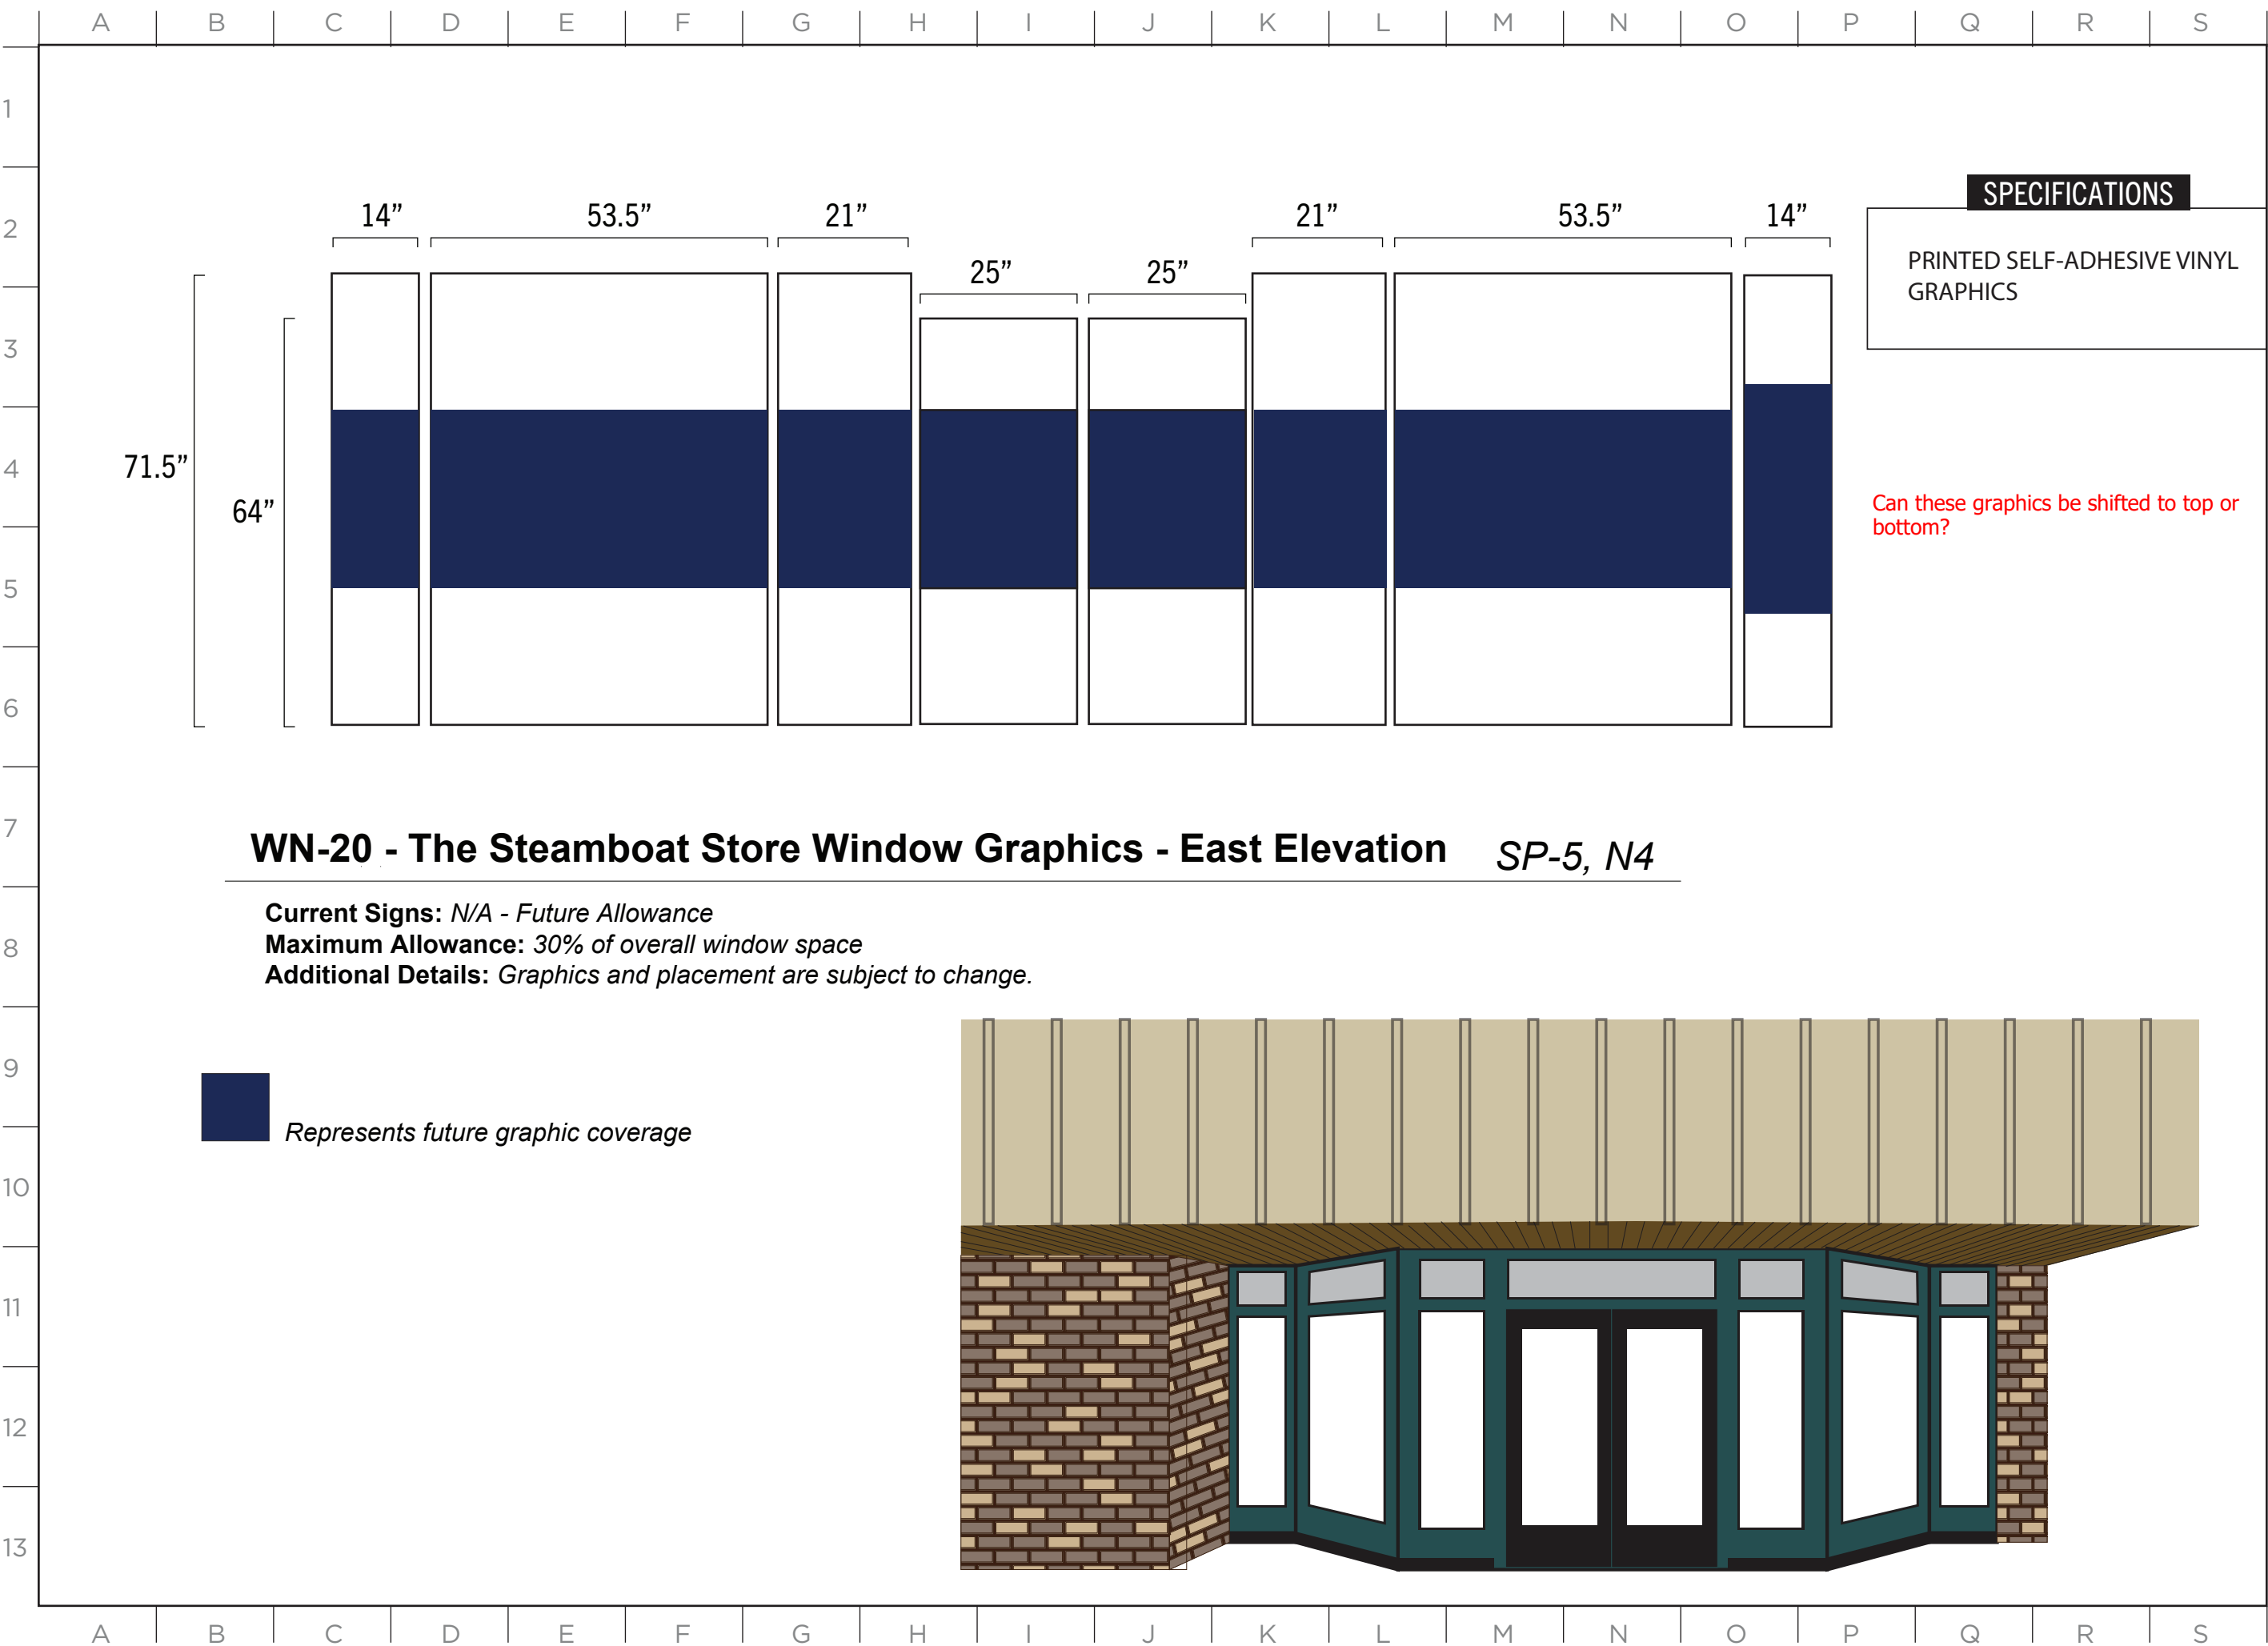 A B C D E F G H I J K L M N O P Q R S
1
2
3
4
5
6
7
8
9
10
11
12
13
14” 53.5” 21” 21” 53.5” 14”
25” 25”
71.5”
64”
SPECIFICATIONS
PRINTED SELF-ADHESIVE VINYL
GRAPHICS
Can these graphics be shifted to top or
bottom?
WN-20 - The Steamboat Store Window Graphics - East Elevation SP-5, N4
Current Signs: N/A - Future Allowance
Maximum Allowance: 30% of overall window space
Additional Details: Graphics and placement are subject to change.
Represents future graphic coverage
A B C D E F G H I J K L M N O P Q R S